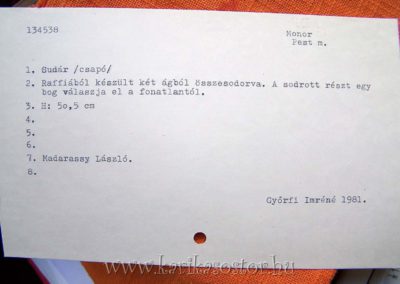 134538
Monor
Pest m.
1. Sudár /csapó/
2. Raffiából készült két ágból összesodorva. A sodrott részt egy
bog válaszja el a fonatlantól.
3. H: 50,5 cm
4.
5.
6.
7. Madarassy László.
8.
Győrfi Imréné 1981.
www.karikasostor.hu